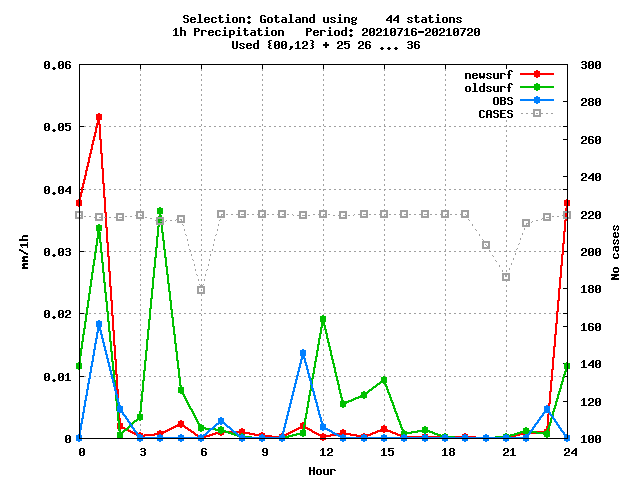 Selection: Gotaland using    44 stations
1h Precipitation   Period: 20210716-20210720
Used {00,12} + 25 26 ... 36
newsurf
oldsurf
OBS
CASES
0.06
0.05
0.04
0.03
0.02
0.01
0
300
280
260
240
220
200
180
160
140
120
100
mm/1h
No cases
0 3 6 9 12 15 18 21 24
Hour